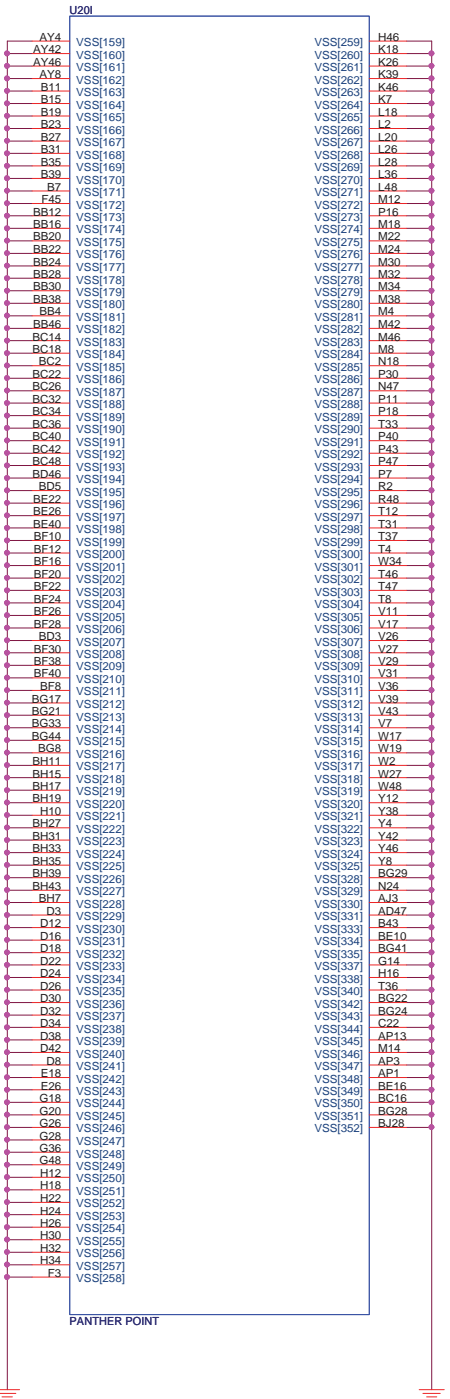 U20I
AY4 VSS[159]
AY42 VSS[160]
AY46 VSS[161]
AY8 VSS[162]
B11 VSS[163]
B15 VSS[164]
B19 VSS[165]
B23 VSS[166]
B27 VSS[167]
B31 VSS[168]
B35 VSS[169]
B39 VSS[170]
B7 VSS[171]
F45 VSS[172]
BB12 VSS[173]
BB16 VSS[174]
BB20 VSS[175]
BB22 VSS[176]
BB24 VSS[177]
BB28 VSS[178]
BB30 VSS[179]
BB38 VSS[180]
BB4 VSS[181]
BB46 VSS[182]
BC14 VSS[183]
BC18 VSS[184]
BC2 VSS[185]
BC22 VSS[186]
BC26 VSS[187]
BC32 VSS[188]
BC34 VSS[189]
BC36 VSS[190]
BC40 VSS[191]
BC42 VSS[192]
BC48 VSS[193]
BD46 VSS[194]
BD5 VSS[195]
BE22 VSS[196]
BE26 VSS[197]
BE40 VSS[198]
BF10 VSS[199]
BF12 VSS[200]
BF16 VSS[201]
BF20 VSS[202]
BF22 VSS[203]
BF24 VSS[204]
BF26 VSS[205]
BF28 VSS[206]
BD3 VSS[207]
BF30 VSS[208]
BF38 VSS[209]
BF40 VSS[210]
BF8 VSS[211]
BG17 VSS[212]
BG21 VSS[213]
BG33 VSS[214]
BG44 VSS[215]
BG8 VSS[216]
BH11 VSS[217]
BH15 VSS[218]
BH17 VSS[219]
BH19 VSS[220]
H10 VSS[221]
BH27 VSS[222]
BH31 VSS[223]
BH33 VSS[224]
BH35 VSS[225]
BH39 VSS[226]
BH43 VSS[227]
BH7 VSS[228]
D3 VSS[229]
D12 VSS[230]
D16 VSS[231]
D18 VSS[232]
D22 VSS[233]
D24 VSS[234]
D26 VSS[235]
D30 VSS[236]
D32 VSS[237]
D34 VSS[238]
D38 VSS[239]
D42 VSS[240]
D8 VSS[241]
E18 VSS[242]
E26 VSS[243]
G18 VSS[244]
G20 VSS[245]
G26 VSS[246]
G28 VSS[247]
G36 VSS[248]
G48 VSS[249]
H12 VSS[250]
H18 VSS[251]
H22 VSS[252]
H24 VSS[253]
H26 VSS[254]
H30 VSS[255]
H32 VSS[256]
H34 VSS[257]
F3 VSS[258]
VSS[259] H46
VSS[260] K18
VSS[261] K26
VSS[262] K39
VSS[263] K46
VSS[264] K7
VSS[265] L18
VSS[266] L2
VSS[267] L20
VSS[268] L26
VSS[269] L28
VSS[270] L36
VSS[271] L48
VSS[272] M12
VSS[273] P16
VSS[274] M18
VSS[275] M22
VSS[276] M24
VSS[277] M30
VSS[278] M32
VSS[279] M34
VSS[280] M38
VSS[281] M4
VSS[282] M42
VSS[283] M46
VSS[284] M8
VSS[285] N18
VSS[286] P30
VSS[287] N47
VSS[288] P11
VSS[289] P18
VSS[290] T33
VSS[291] P40
VSS[292] P43
VSS[293] P47
VSS[294] P7
VSS[295] R2
VSS[296] R48
VSS[297] T12
VSS[298] T31
VSS[299] T37
VSS[300] T4
VSS[301] W34
VSS[302] T46
VSS[303] T47
VSS[304] T8
VSS[305] V11
VSS[306] V17
VSS[307] V26
VSS[308] V27
VSS[309] V29
VSS[310] V31
VSS[311] V36
VSS[312] V39
VSS[313] V43
VSS[314] V7
VSS[315] W17
VSS[316] W19
VSS[317] W2
VSS[318] W27
VSS[319] W48
VSS[320] Y12
VSS[321] Y38
VSS[322] Y4
VSS[323] Y42
VSS[324] Y46
VSS[325] Y8
VSS[328] BG29
VSS[329] N24
VSS[330] AJ3
VSS[331] AD47
VSS[333] B43
VSS[334] BE10
VSS[335] BG41
VSS[337] G14
VSS[338] H16
VSS[340] T36
VSS[342] BG22
VSS[343] BG24
VSS[344] C22
VSS[345] AP13
VSS[346] M14
VSS[347] AP3
VSS[348] AP1
VSS[349] BE16
VSS[350] BC16
VSS[351] BG28
VSS[352] BJ28
PANTHER POINT